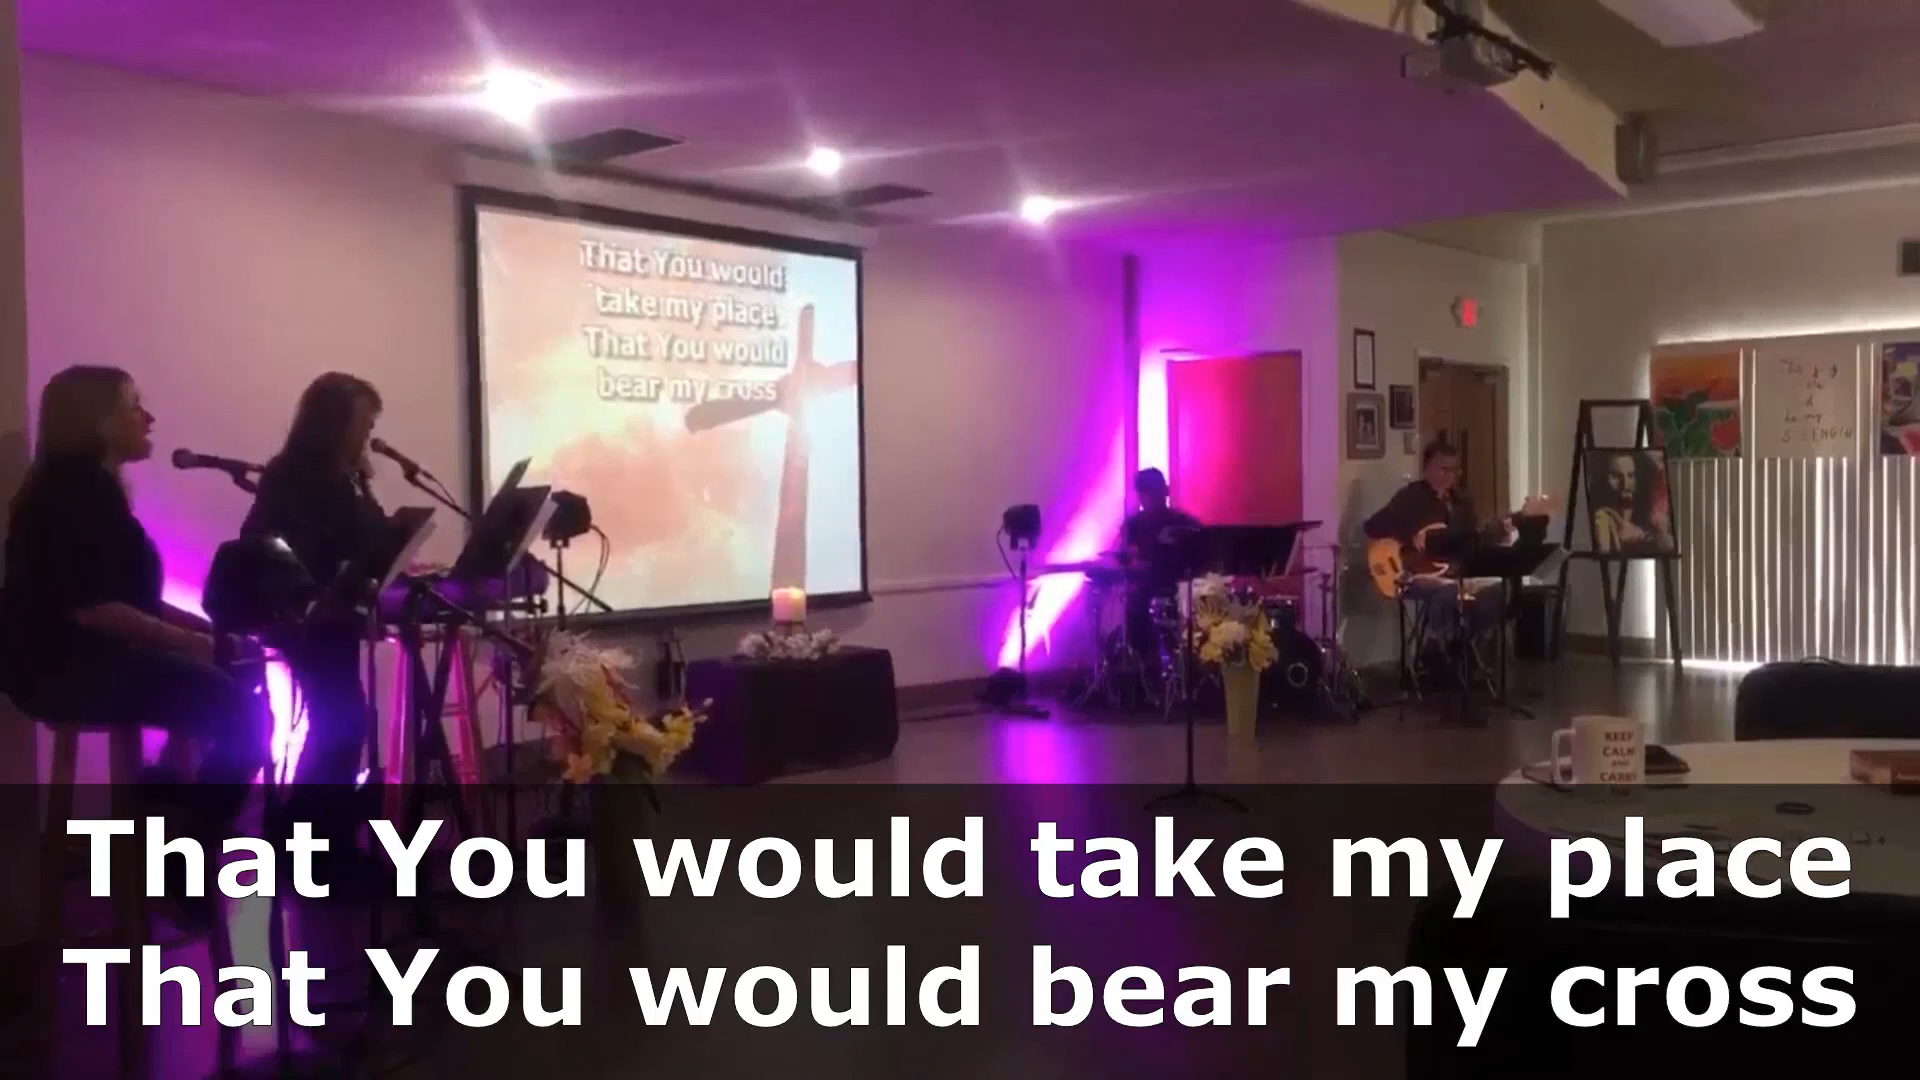 That You would
take my place
That You would
bear my cross
KEEP
CALM
AND
That You would take my place
That You would bear my cross